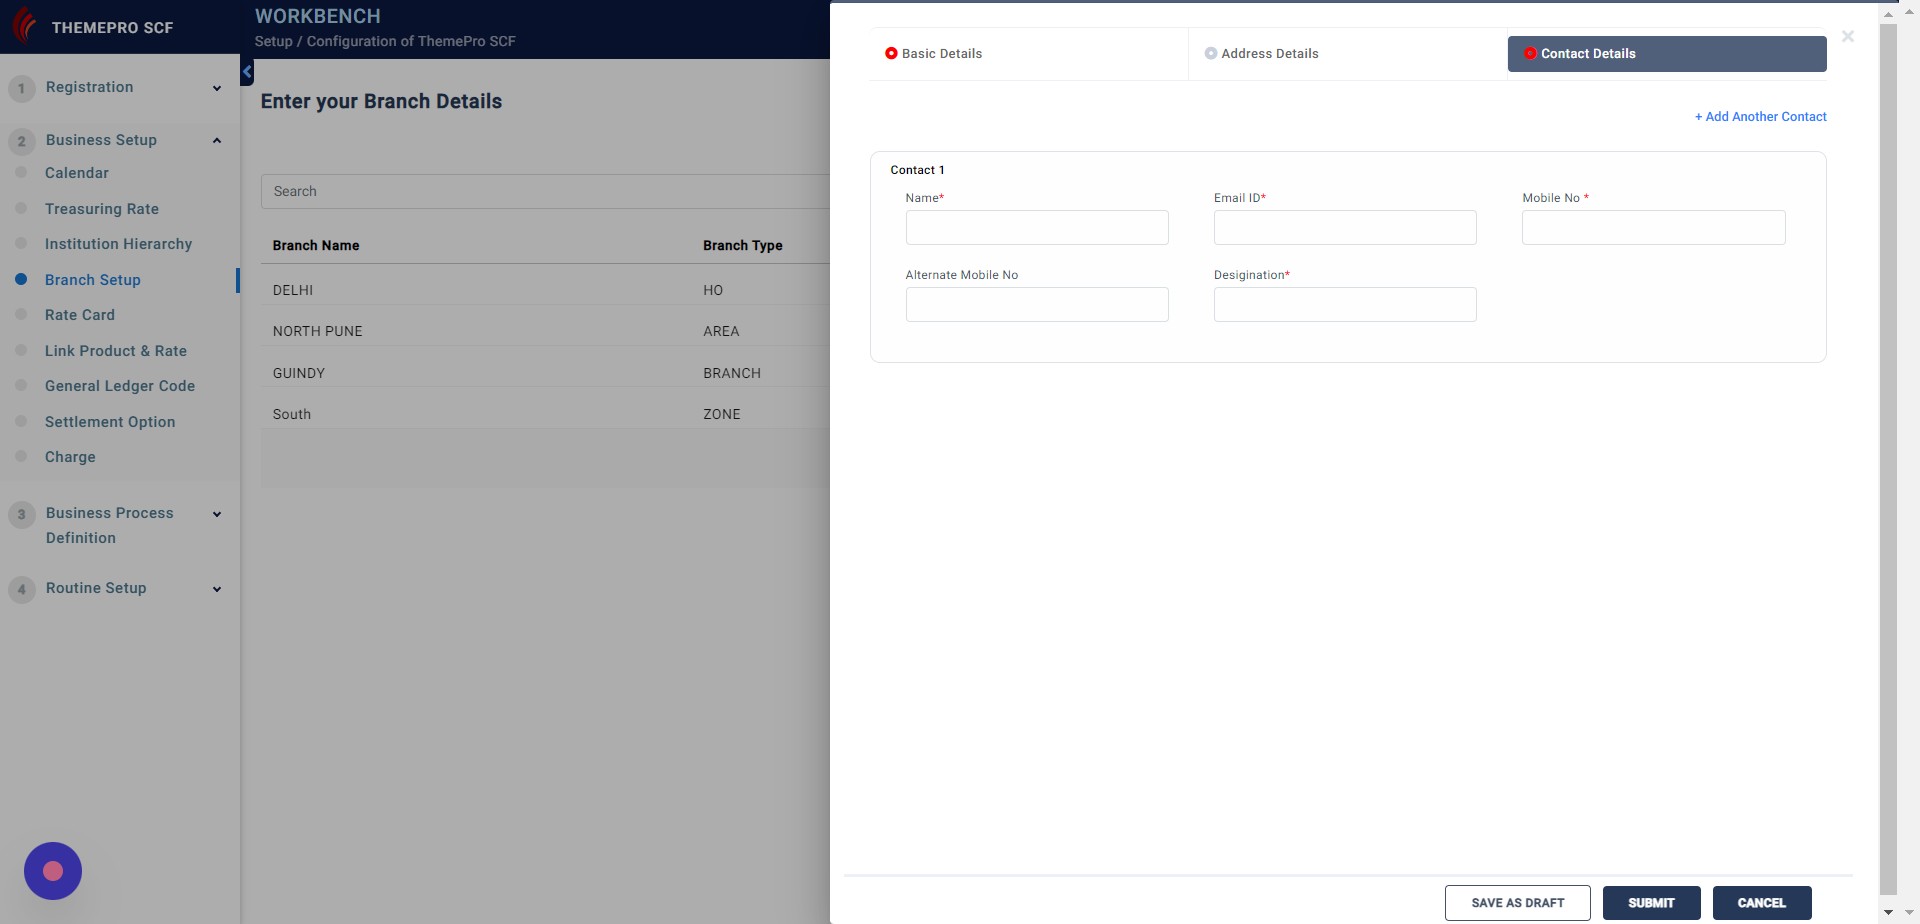 THEMEPRO SCF
WORKBENCH
Setup / Configuration of ThemePro SCF
1 Registration
2 Business Setup
Calendar
Treasuring Rate
Institution Hierarchy
Branch Setup
Rate Card
Link Product & Rate
General Ledger Code
Settlement Option
Charge
3 Business Process
Definition
4 Routine Setup
Enter your Branch Details
Search
Branch Name Branch Type
DELHI HO
NORTH PUNE AREA
GUINDY BRANCH
South ZONE
Basic Details Address Details Contact Details
+ Add Another Contact
Contact 1
Name* Email ID* Mobile No *
Alternate Mobile No Desigination*
SAVE AS DRAFT SUBMIT CANCEL